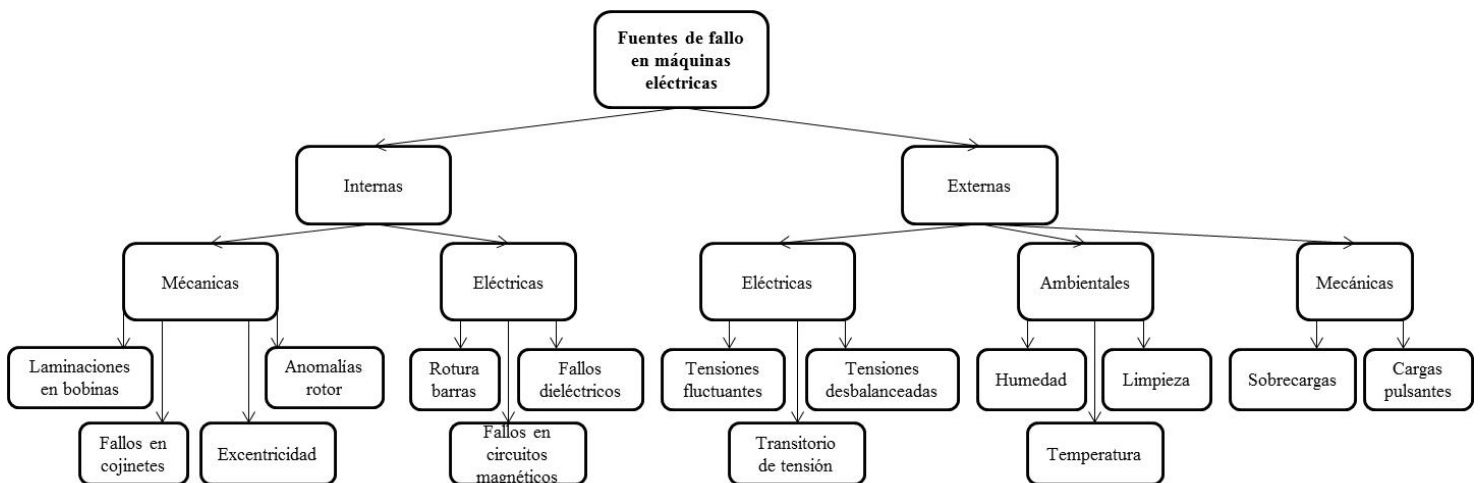 Fuentes de fallo
en máquinas
eléctricas
Internas
Externas
Mécanicas
Eléctricas
Eléctricas
Ambientales
Mecánicas
Laminaciones
en bobinas
Anomalías
rotor
Rotura
barras
Fallos
dieléctricos
Tensiones
fluctuantes
Tensiones
desbalanceadas
Humedad
Limpieza
Sobrecargas
Cargas
pulsantes
Fallos en
cojinetes
Excentricidad
Fallos en
circuitos
magnéticos
Transitorio
de tensión
Temperatura